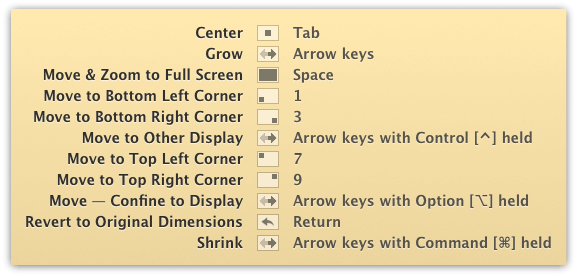 Center Tab
Grow Arrow keys
Move & Zoom to Full Screen Space
Move to Bottom Left Corner 1
Move to Bottom Right Corner 3
Move to Other Display Arrow keys with Control [^] held
Move to Top Left Corner 7
Move to Top Right Corner 9
Move — Confine to Display Arrow keys with Option [⌥] held
Revert to Original Dimensions Return
Shrink Arrow keys with Command [⌘] held